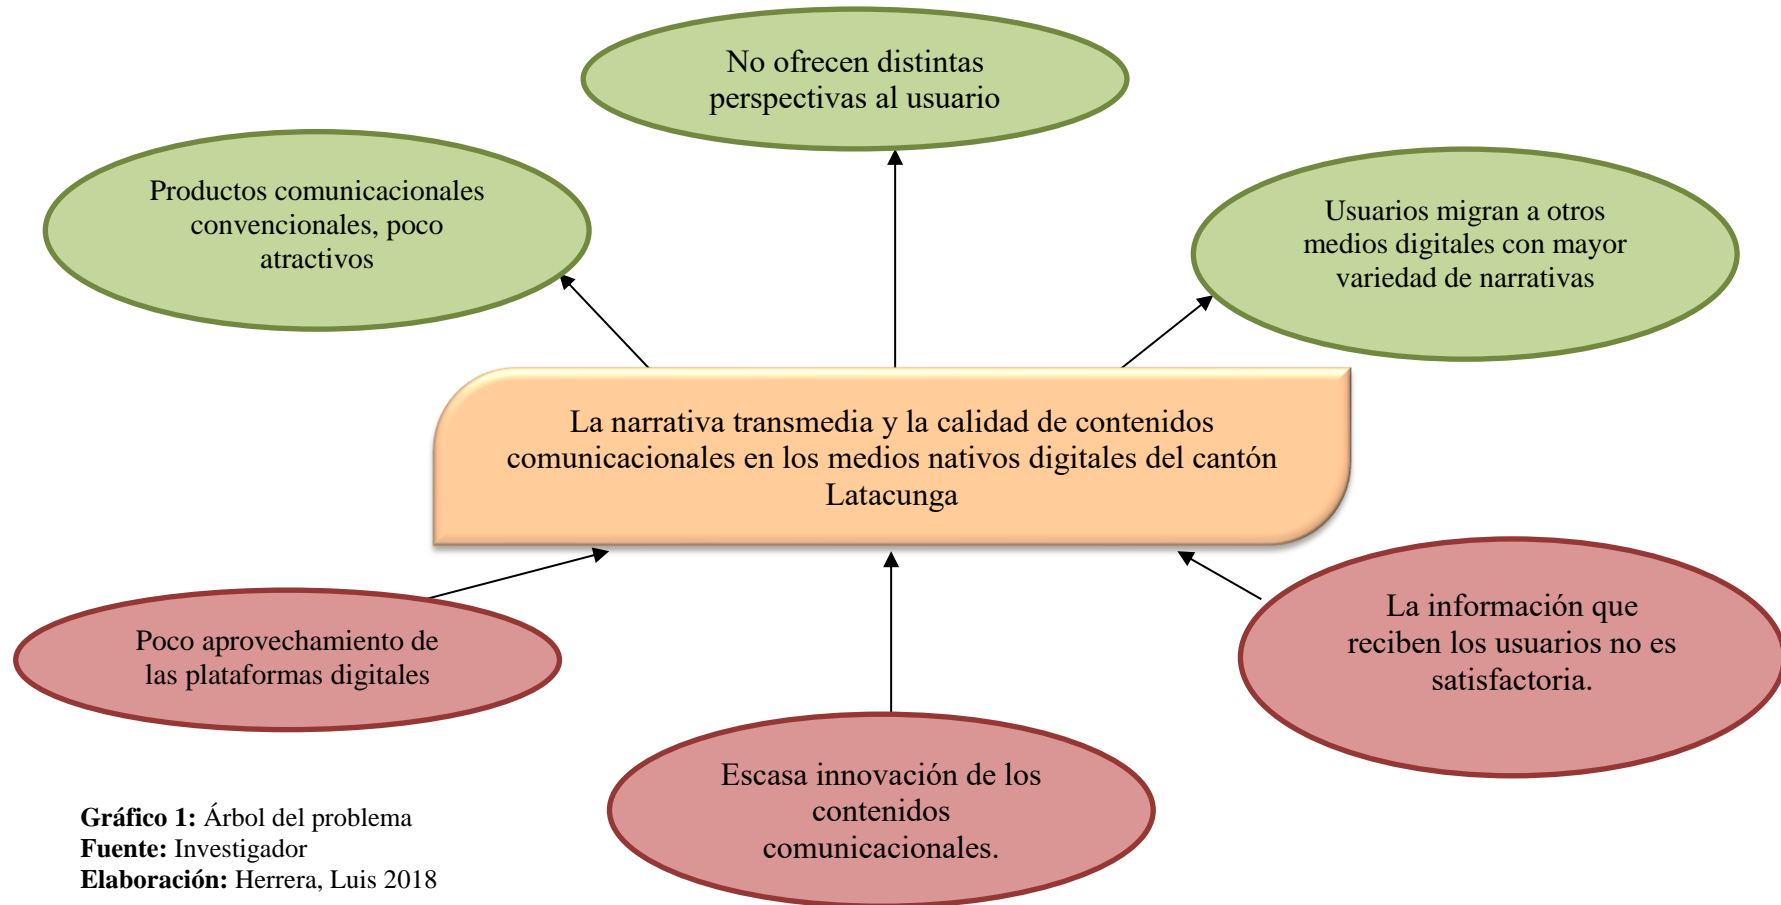 No ofrecen distintas
perspectivas al usuario
Productos comunicacionales
convencionales, poco
atractivos
Usuarios migran a otros
medios digitales con mayor
variedad de narrativas
La narrativa transmedia y la calidad de contenidos
comunicacionales en los medios nativos digitales del cantón
Latacunga
Poco aprovechamiento de
las plataformas digitales
Escasa innovación de los
contenidos
comunicacionales.
La información que
reciben los usuarios no es
satisfactoria.
Gráfico 1: Árbol del problema
Fuente: Investigador
Elaboración: Herrera, Luis 2018